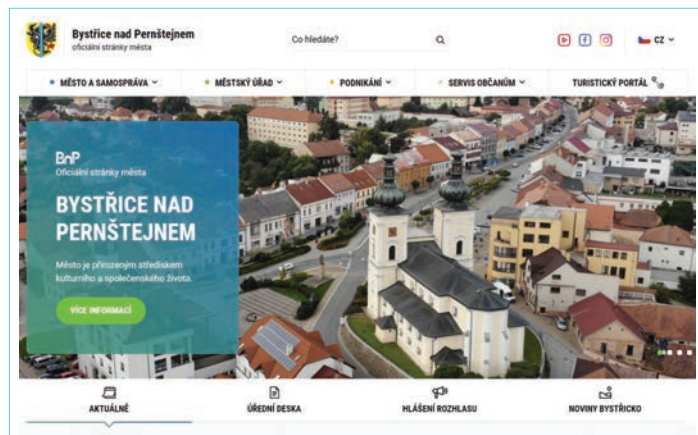 Bystřice nad Pernštejnem
oficiální stránky města
Co hledáte?
CZ
MĚSTO A SAMOSPRÁVA
MĚSTSKÝ ÚŘAD
PODNIKÁNÍ
SERVIS OBČANŮM
TURISTICKÝ PORTÁL
BnP
Oficiální stránky města
BYSTŘICE NAD
PERNŠTEJNEM
Město je přirozeným střediskem
kulturního a společenského života.
VÍCE INFORMACÍ
AKTUÁLNĚ
ÚŘEDNÍ DESKA
HLÁŠENÍ ROZHLASU
NOVINY BYSTŘICKO